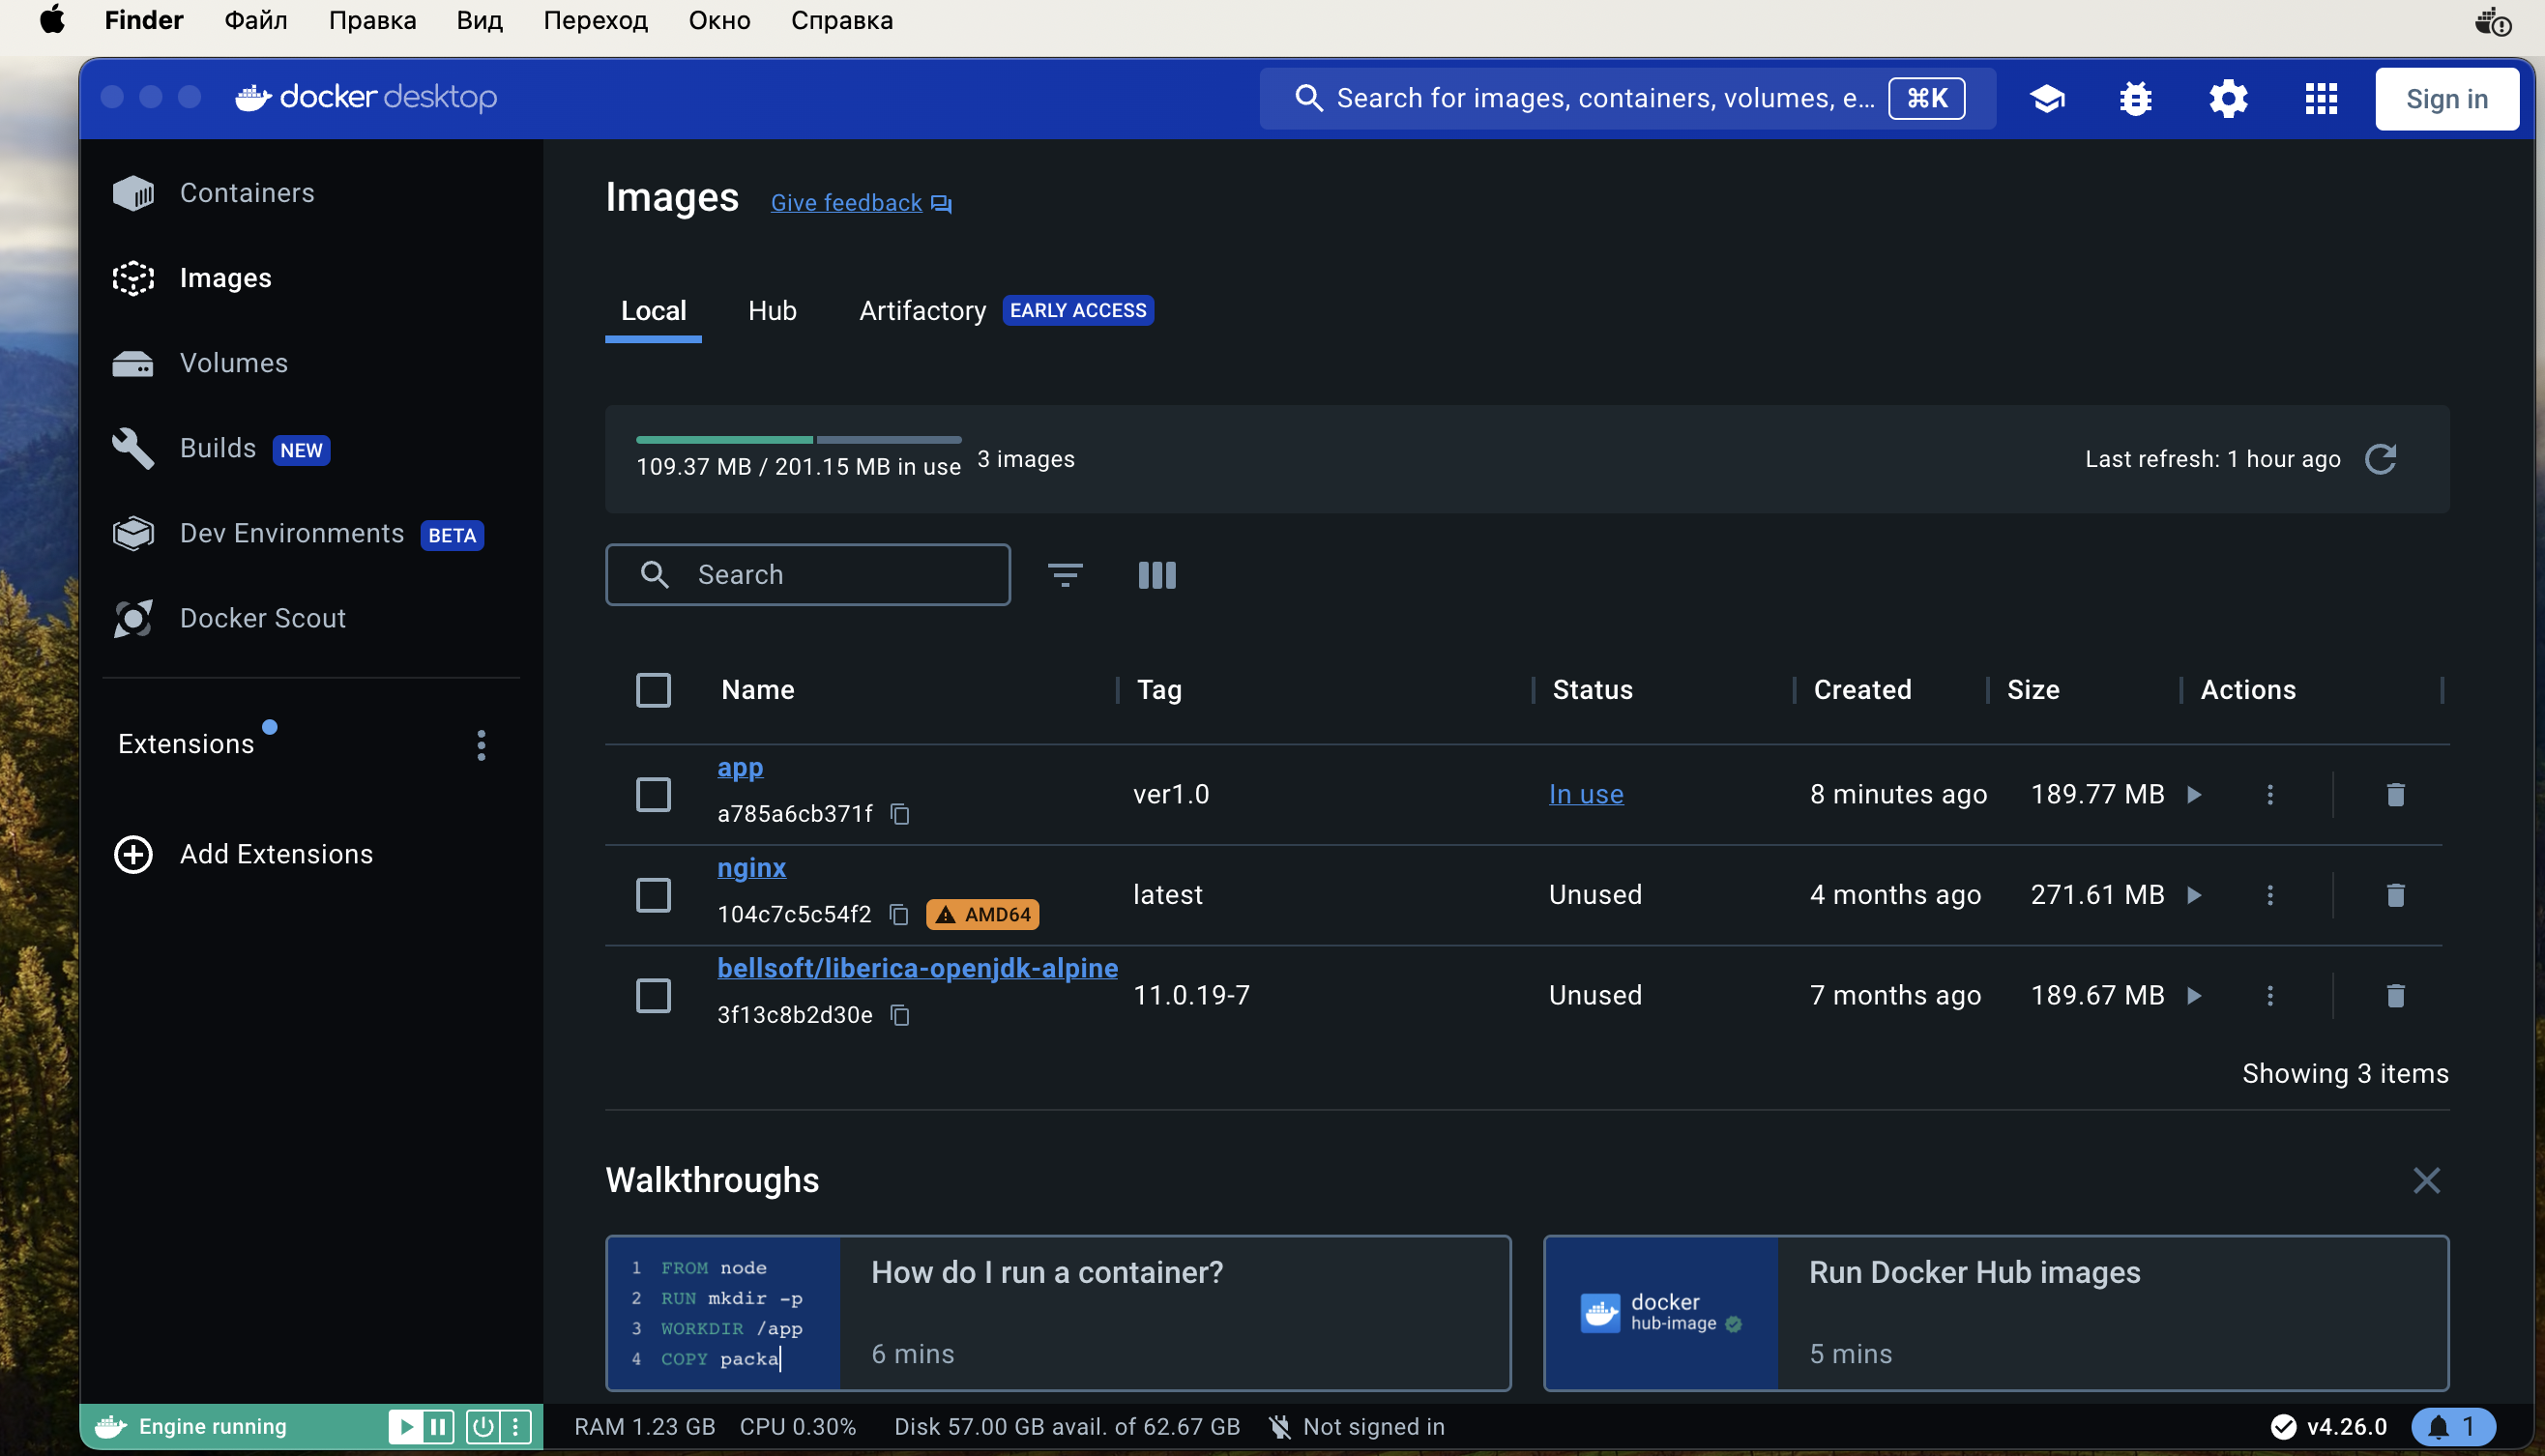 Finder Файл Правка Вид Переход Окно Справка
docker desktop
Search for images, containers, volumes, e... ⌘K
Sign in
Containers
Images
Volumes
Builds NEW
Dev Environments BETA
Docker Scout
Extensions
Add Extensions
Images Give feedback
Local Hub Artifactory EARLY ACCESS
109.37 MB / 201.15 MB in use 3 images
Last refresh: 1 hour ago
Search
Name Tag Status Created Size Actions
app
a785a6cb371f
ver1.0 In use 8 minutes ago 189.77 MB
nginx
104c7c5c54f2 AMD64
latest Unused 4 months ago 271.61 MB
bellsoft/liberica-openjdk-alpine
3f13c8b2d30e
11.0.19-7 Unused 7 months ago 189.67 MB
Showing 3 items
Walkthroughs
1 FROM node
2 RUN mkdir -p
3 WORKDIR /app
4 COPY packa
How do I run a container?
6 mins
docker
hub-image
Run Docker Hub images
5 mins
Engine running
RAM 1.23 GB CPU 0.30% Disk 57.00 GB avail. of 62.67 GB Not signed in
v4.26.0 1